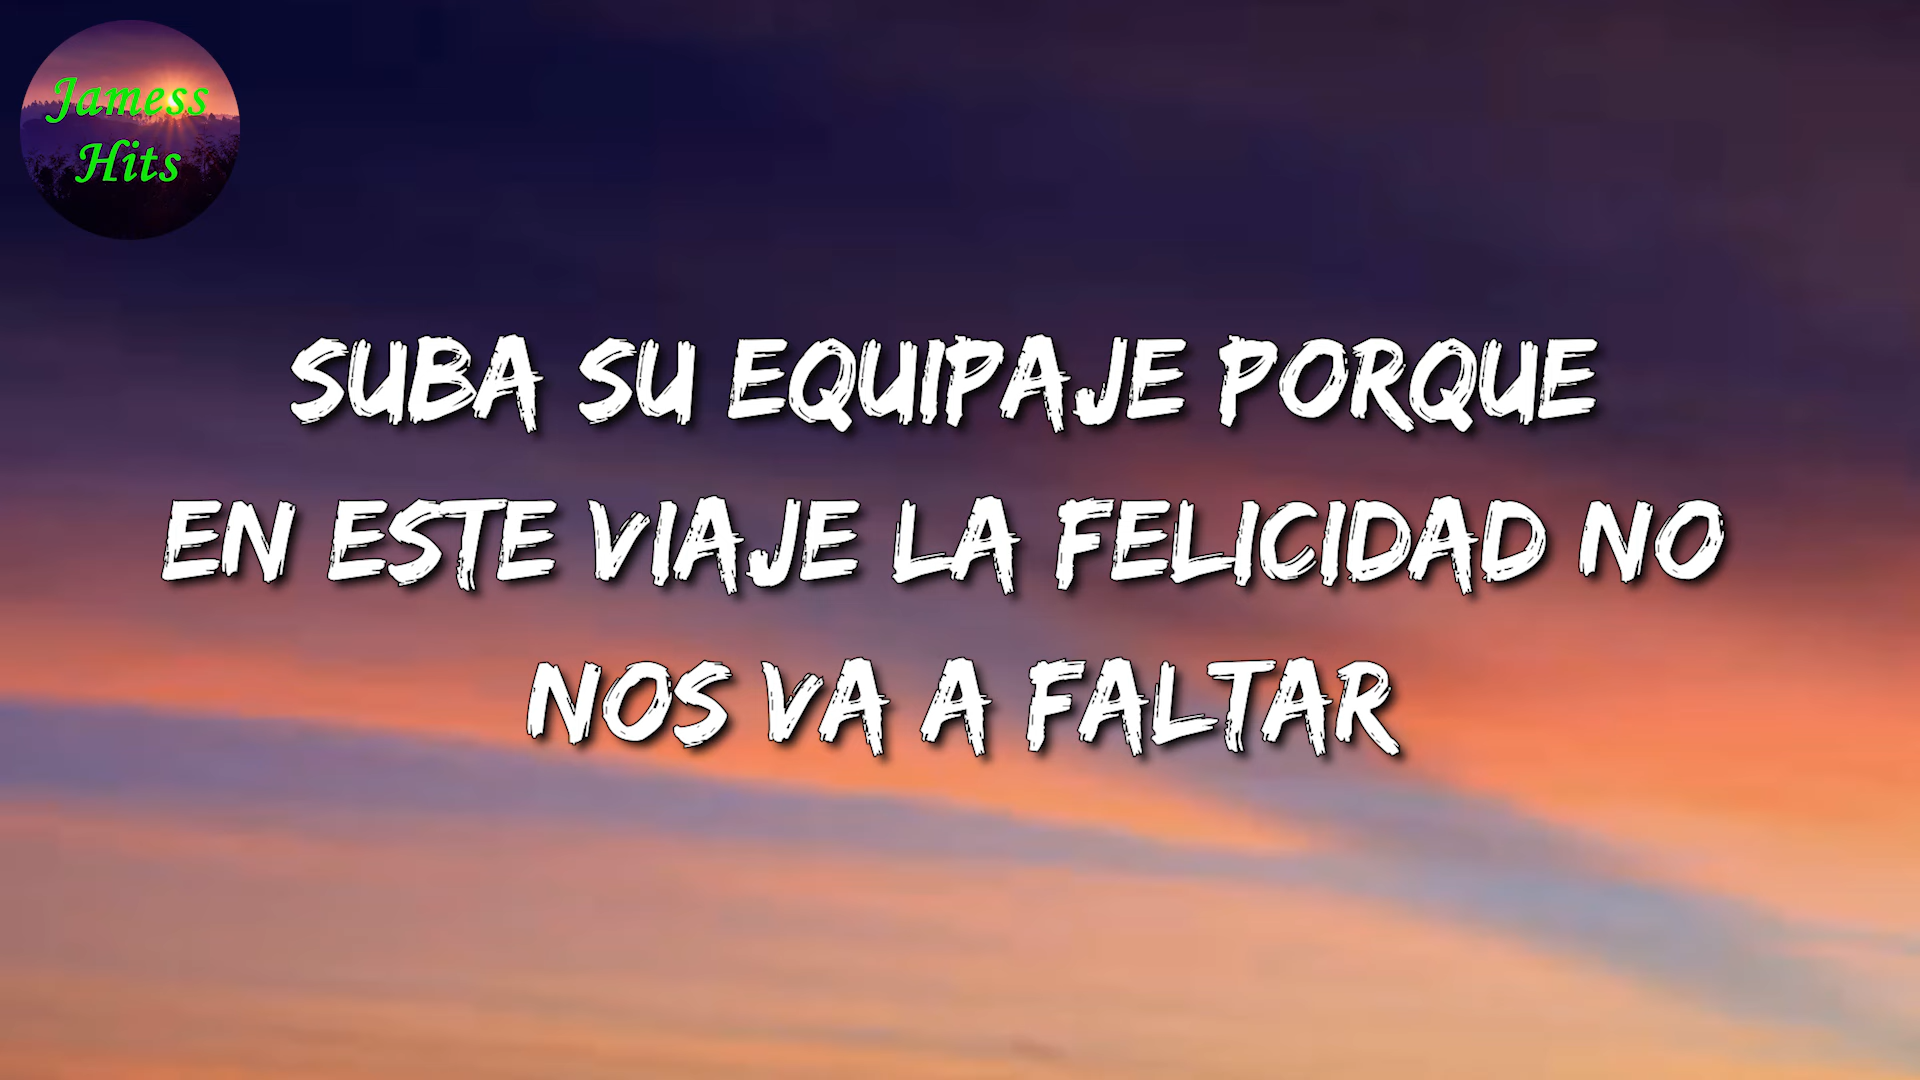 Jamess
Hits
SUBA SU EQUIPAJE PORQUE
EN ESTE VIAJE LA FELICIDAD NO
NOS VA A FALTAR